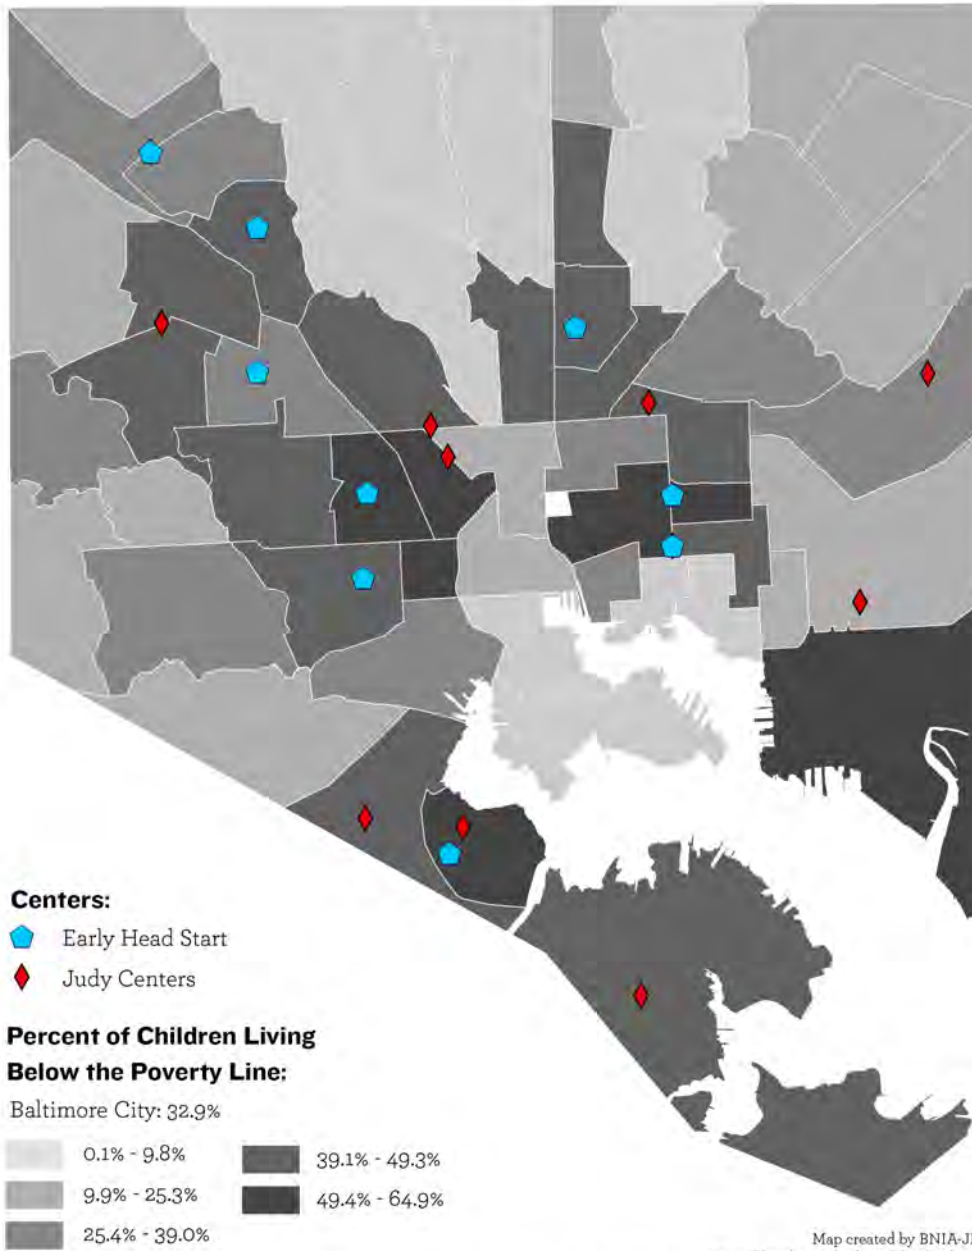 Centers:
Early Head Start
Judy Centers
Percent of Children Living
Below the Poverty Line:
Baltimore City: 32.9%
0.1% - 9.8%
9.9% - 25.3%
25.4% - 39.0%
39.1% - 49.3%
49.4% - 64.9%
Map created by BNIA-J